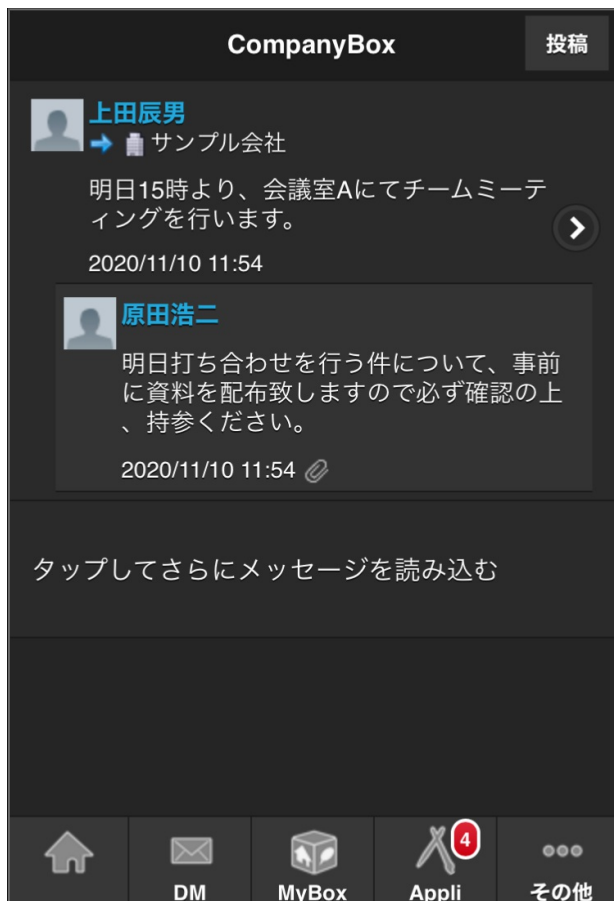 CompanyBox
投稿
上田辰男
サンプル会社
明日15時より、会議室Aにてチームミーテ
ィングを行います。
2020/11/10 11:54
原田浩二
明日打ち合わせを行う件について、事前
に資料を配布致しますので必ず確認の上
、持参ください。
2020/11/10 11:54
タップしてさらにメッセージを読み込む
4
DM
MyBox
Appli
その他